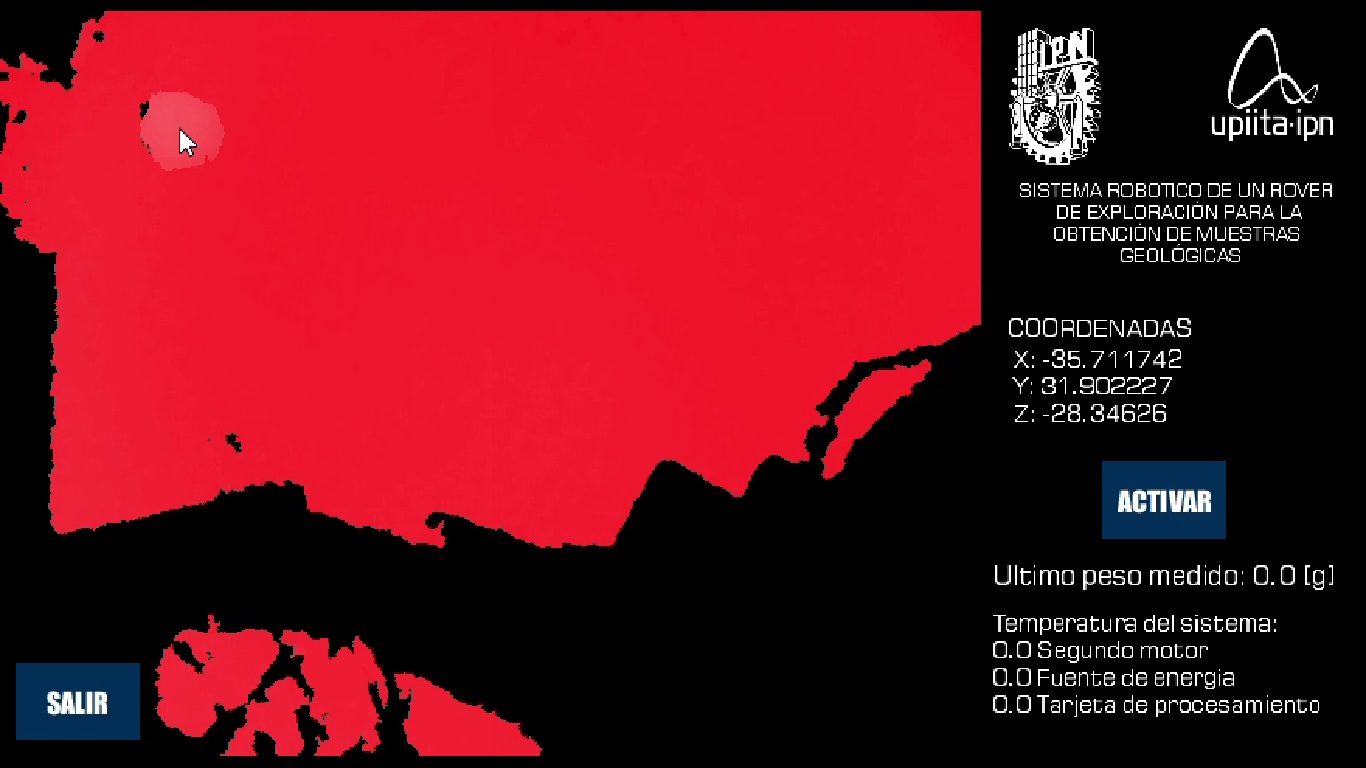 IPN
upiita·ipn
SISTEMA ROBOTICO DE UN ROVER
DE EXPLORACIÓN PARA LA
OBTENCIÓN DE MUESTRAS
GEOLÓGICAS
COORDENADAS
X: -35.711742
Y: 31.902227
Z: -28.34626
ACTIVAR
Ultimo peso medido: 0.0 [g]
Temperatura del sistema:
0.0 Segundo motor
0.0 Fuente de energia
0.0 Tarjeta de procesamiento
SALIR